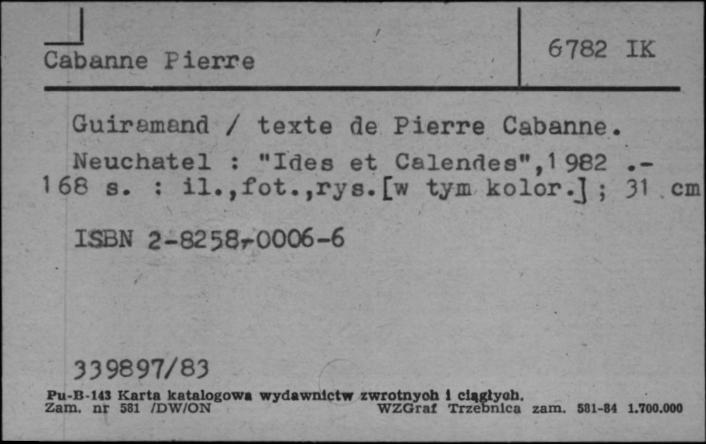 Cabanne Pierre
6782 IK
Guiramand / texte de Pierre Cabanne.
Neuchatel : "Ides et Calendes",1982 .-
168 s. : il.,fot.,rys.[w tym kolor.] ; 31 cm
ISBN 2-8258-0006-6
339897/83
Pu-B-143 Karta katalogowa wydawnictw zwrotnych i ciągłych.
Zam. nr 581 /DW/ON WZGraf Trzebnica zam. 581-84 1.700.000